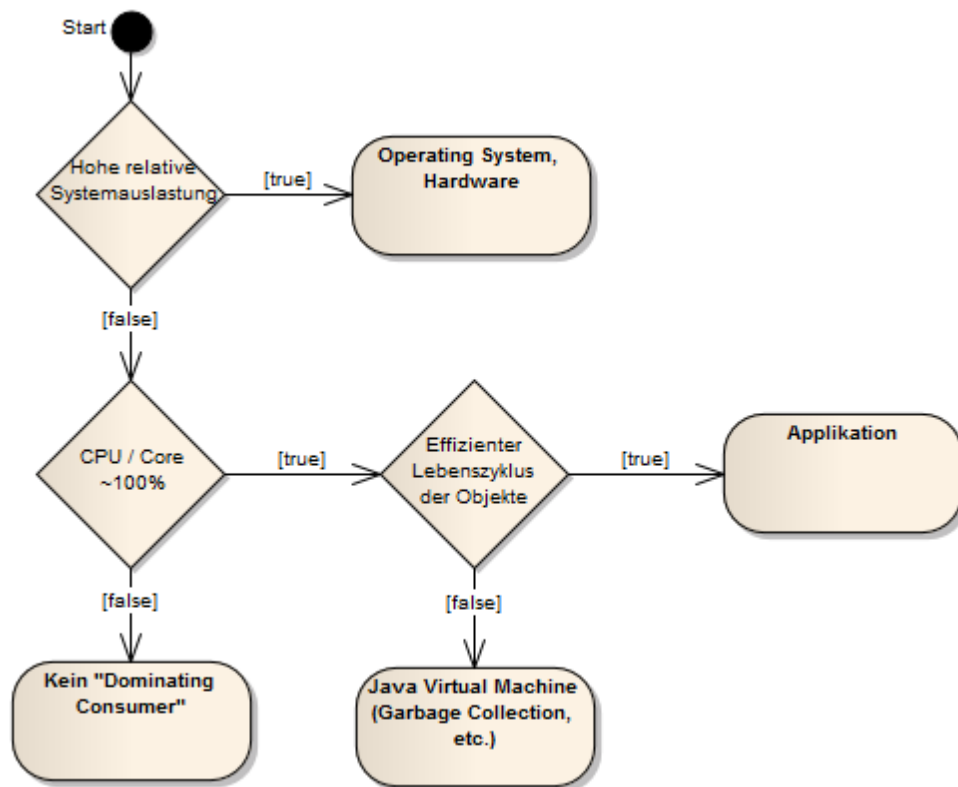 Start
Hohe relative
Systemauslastung
[true]
Operating System,
Hardware
[false]
CPU / Core
~100%
[true]
Effizienter
Lebenszyklus
der Objekte
[true]
Applikation
[false]
Kein "Dominating
Consumer"
[false]
Java Virtual Machine
(Garbage Collection,
etc.)